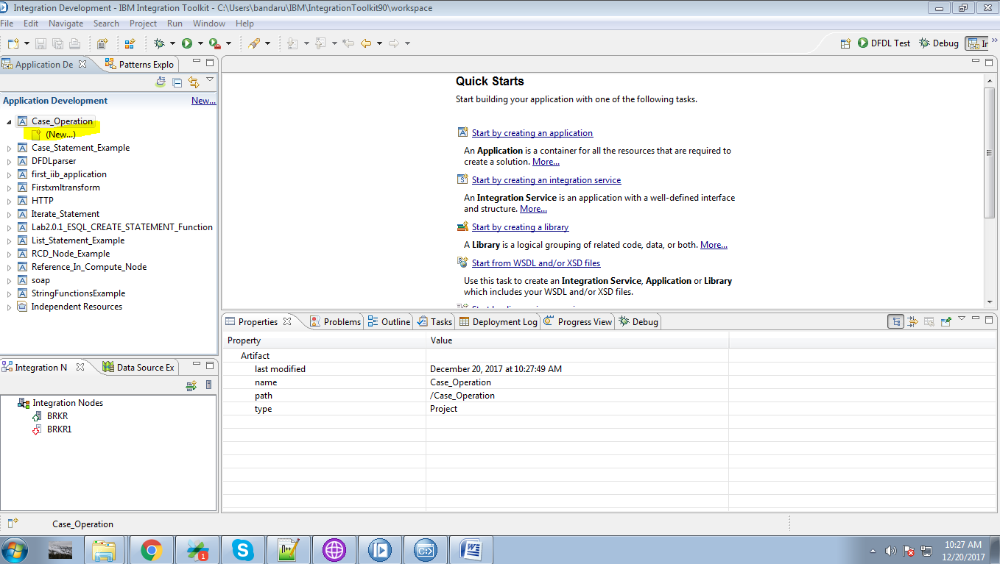 Integration Development - IBM Integration Toolkit - C:\Users\bandaru\IBM\IntegrationToolkit90\workspace
File Edit Navigate Search Project Run Window Help
DFDL Test Debug In
Application De Patterns Explo
Application Development New...
Case_Operation
(New...)
Case_Statement_Example
DFDLparser
first_iib_application
Firstxmltransform
HTTP
Iterate_Statement
Lab2.0.1_ESQL_CREATE_STATEMENT_Function
List_Statement_Example
RCD_Node_Example
Reference_In_Compute_Node
soap
StringFunctionsExample
Independent Resources
Quick Starts
Start building your application with one of the following tasks.
Start by creating an application
An Application is a container for all the resources that are required to
create a solution. More...
Start by creating an integration service
An Integration Service is an application with a well-defined interface
and structure. More...
Start by creating a library
A Library is a logical grouping of related code, data, or both. More...
Start from WSDL and/or XSD files
Use this task to create an Integration Service, Application or Library
which includes your WSDL and/or XSD files.
Integration N Data Source Ex
Integration Nodes
BRKR
BRKR1
Properties Problems Outline Tasks Deployment Log Progress View Debug
Property Value
Artifact
last modified December 20, 2017 at 10:27:49 AM
name Case_Operation
path /Case_Operation
type Project
Case_Operation
1
10:27 AM
12/20/2017